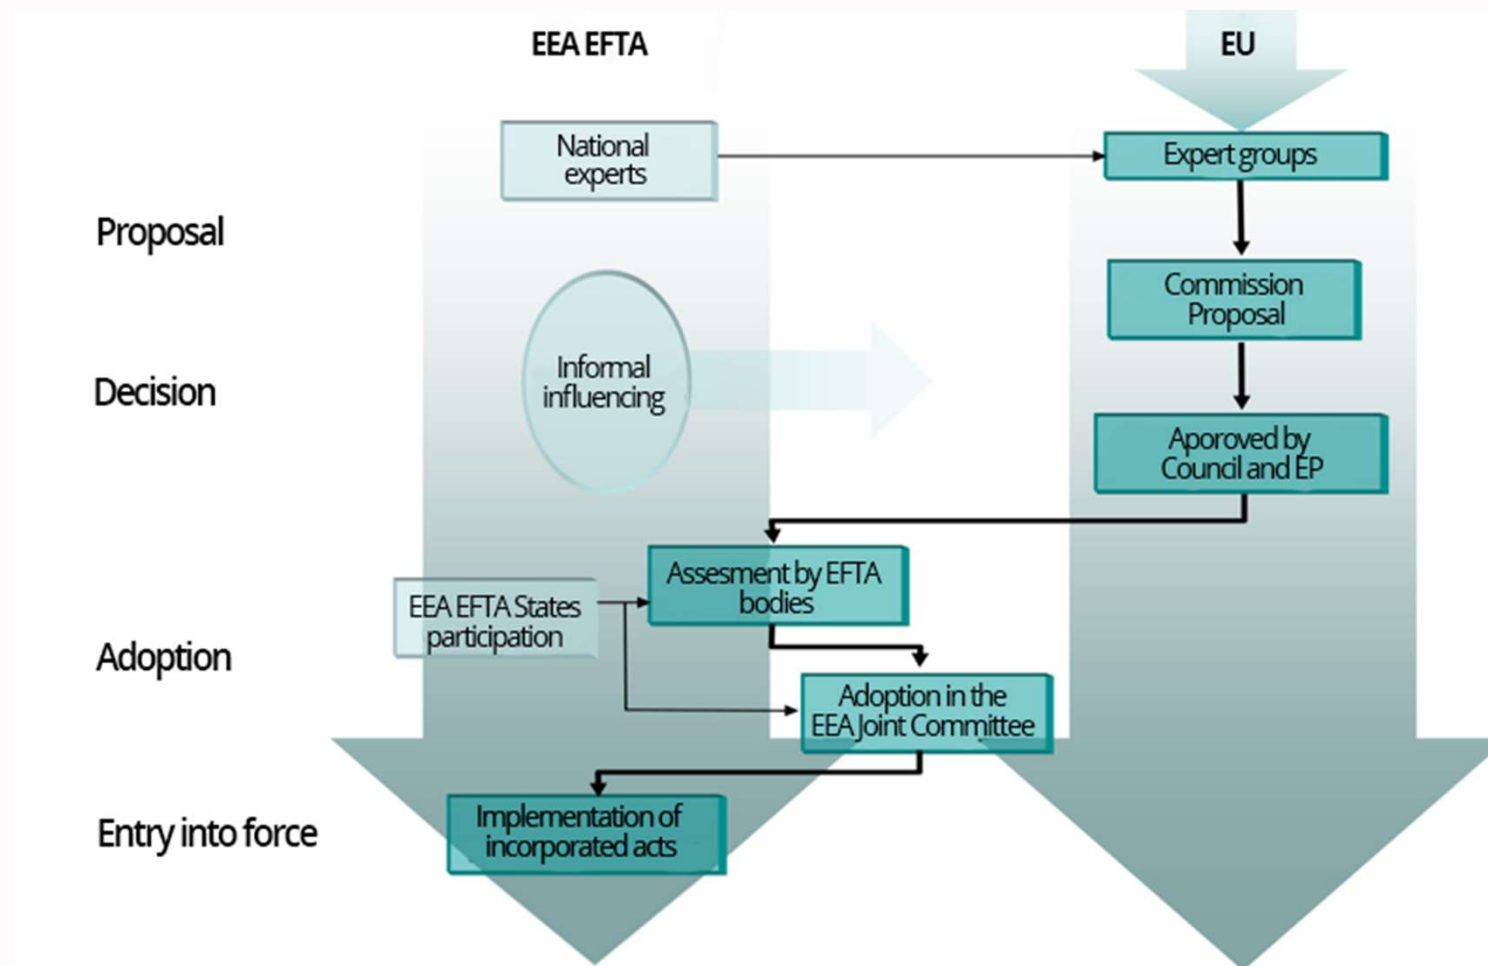 EEA EFTA
EU
National
experts
Expert groups
Proposal
Commission
Proposal
Informal
influencing
Decision
Aporoved by
Council and EP
Assesment by EFTA
bodies
EEA EFTA States
participation
Adoption
Adoption in the
EEA Joint Committee
Implementation of
incorporated acts
Entry into force